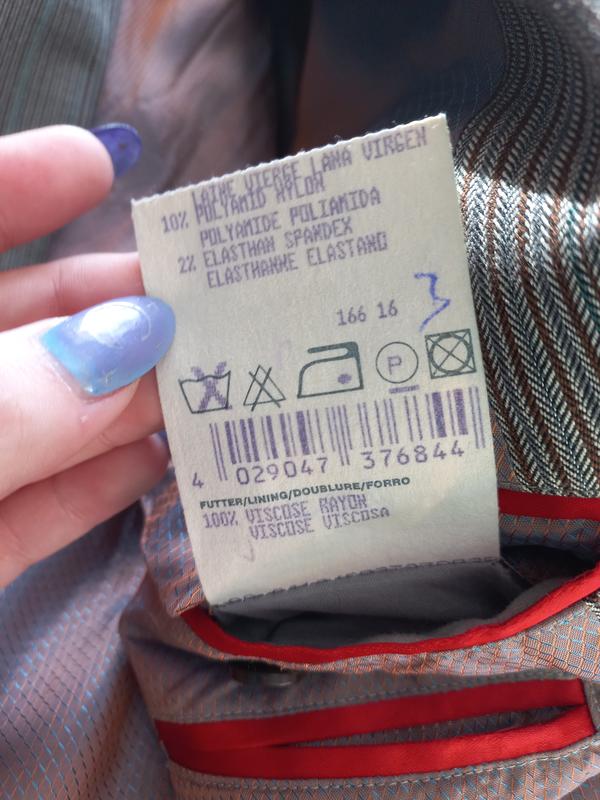 LAINE VIERGE LANA VIRGEN
10% POLYAMID NYLON
POLYAMIDE POLIAMIDA
2% ELASTHAN SPANDEX
ELASTHANNE ELASTANO
166 16
3
P
4 029047 376844
FUTTER/LINING/DOUBLURE/FORRO
100% VISCOSE RAYON
VISCOSE VISCOSA